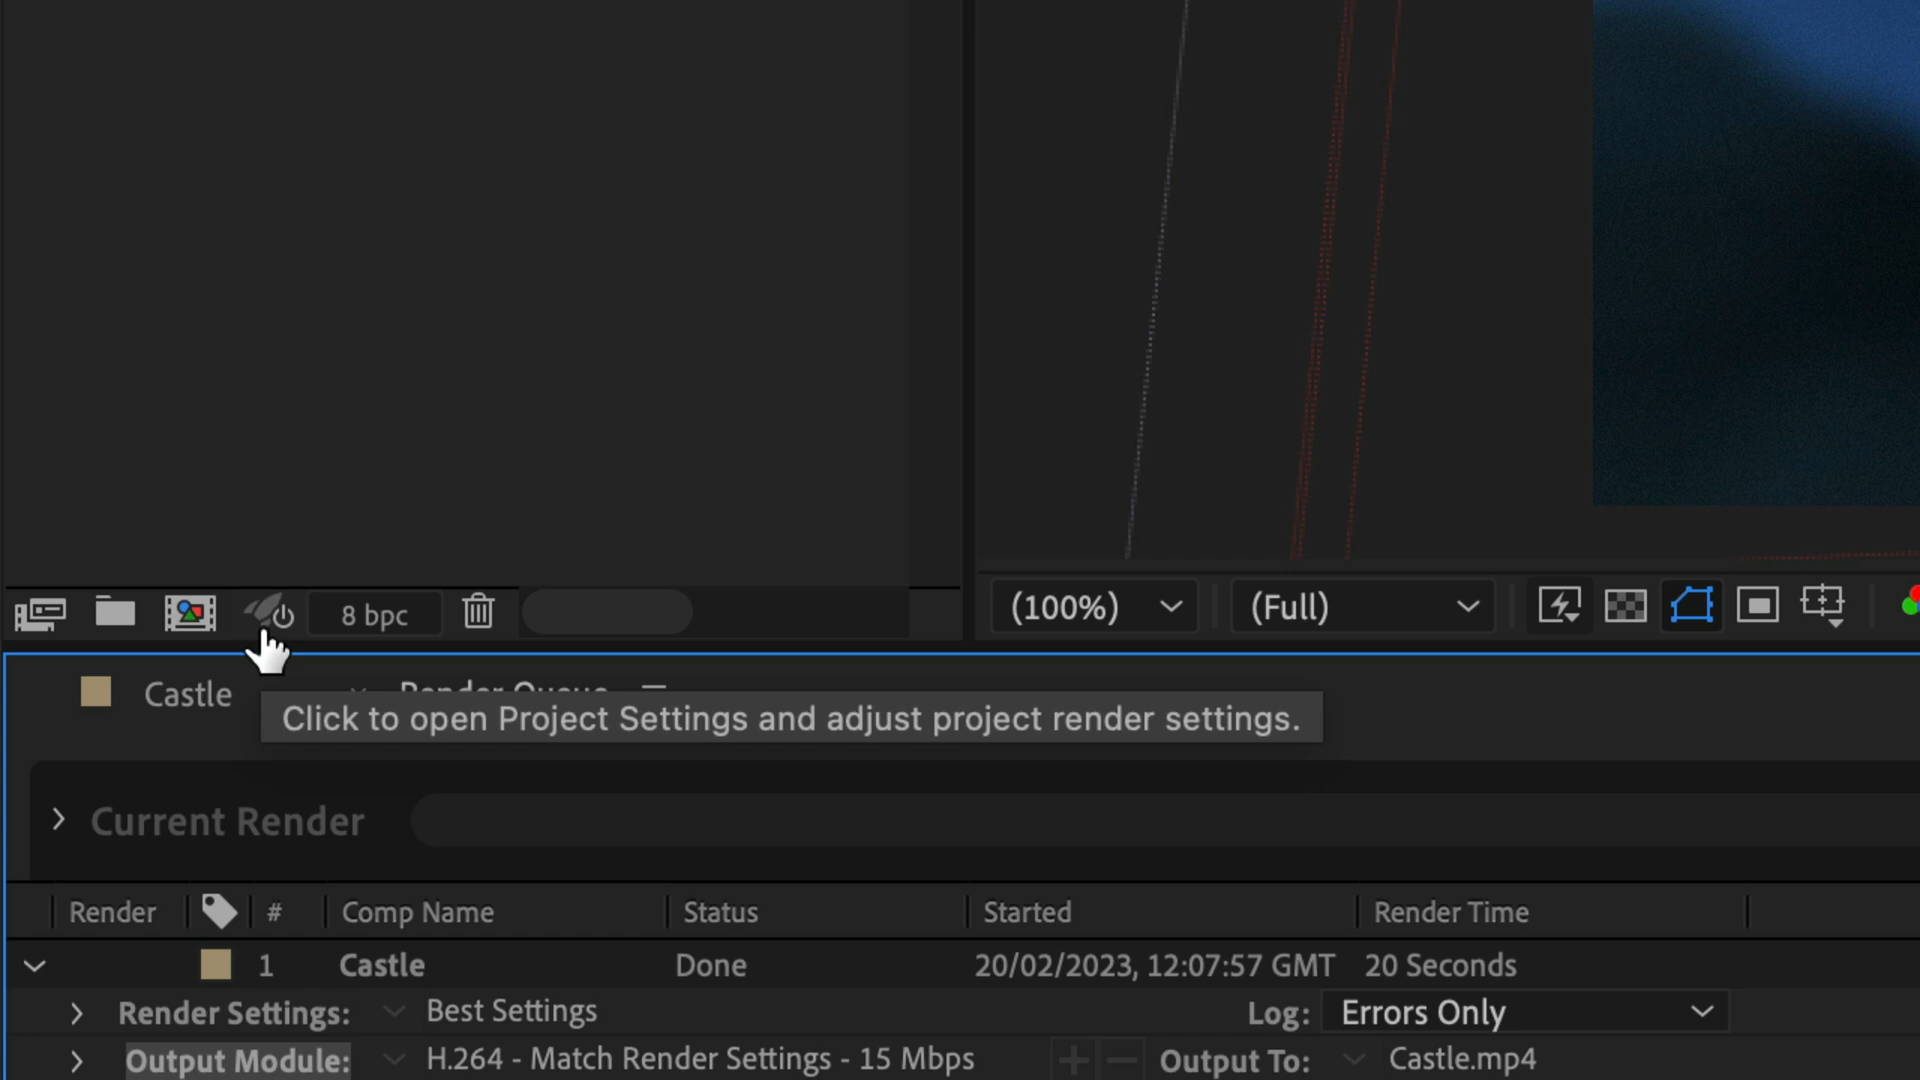 8 bpc
(100%)
(Full)
Castle
Render Queue
Click to open Project Settings and adjust project render settings.
Current Render
Render # Comp Name Status Started Render Time
1 Castle Done 20/02/2023, 12:07:57 GMT 20 Seconds
Render Settings: Best Settings Log: Errors Only
Output Module: H.264 - Match Render Settings - 15 Mbps + − Output To: Castle.mp4